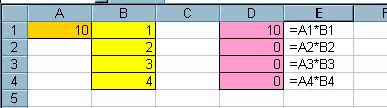 A B C D E F
1 10 1 10 =A1*B1
2 2 0 =A2*B2
3 3 0 =A3*B3
4 4 0 =A4*B4
5